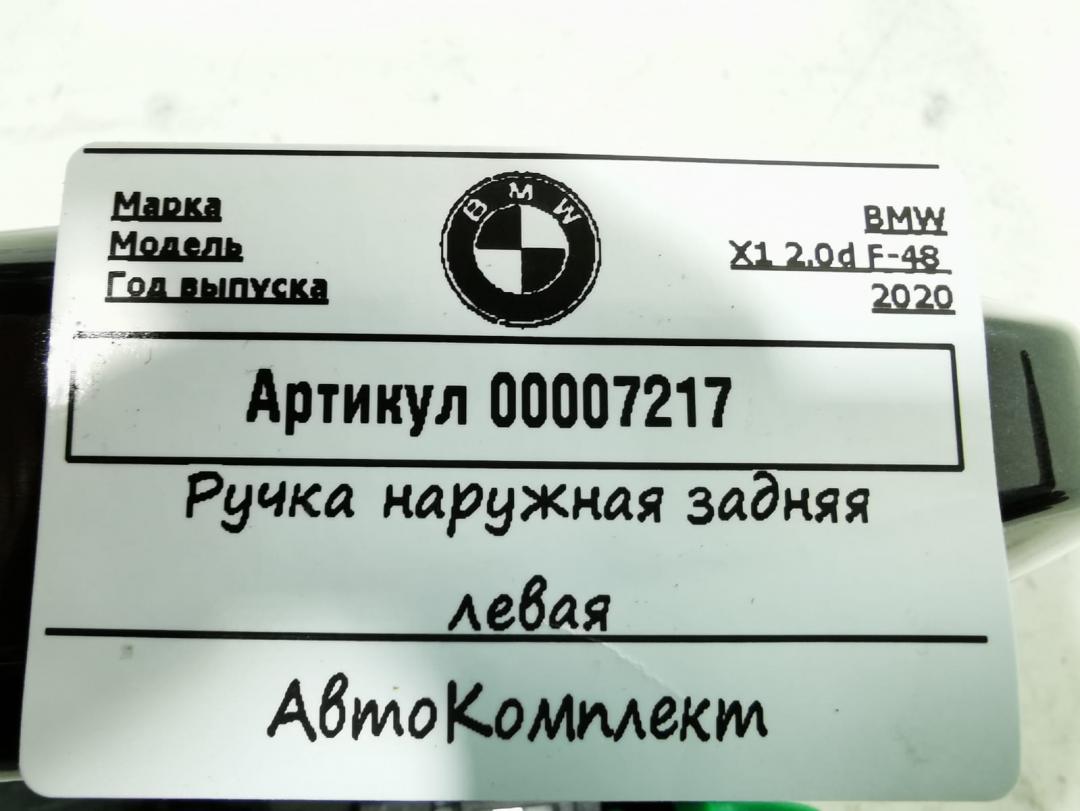 Марка
BMW
Модель
X1 2.0d F-48
Год выпуска
2020
BMW
Артикул 00007217
Ручка наружная задняя
левая
АвтоКомплект